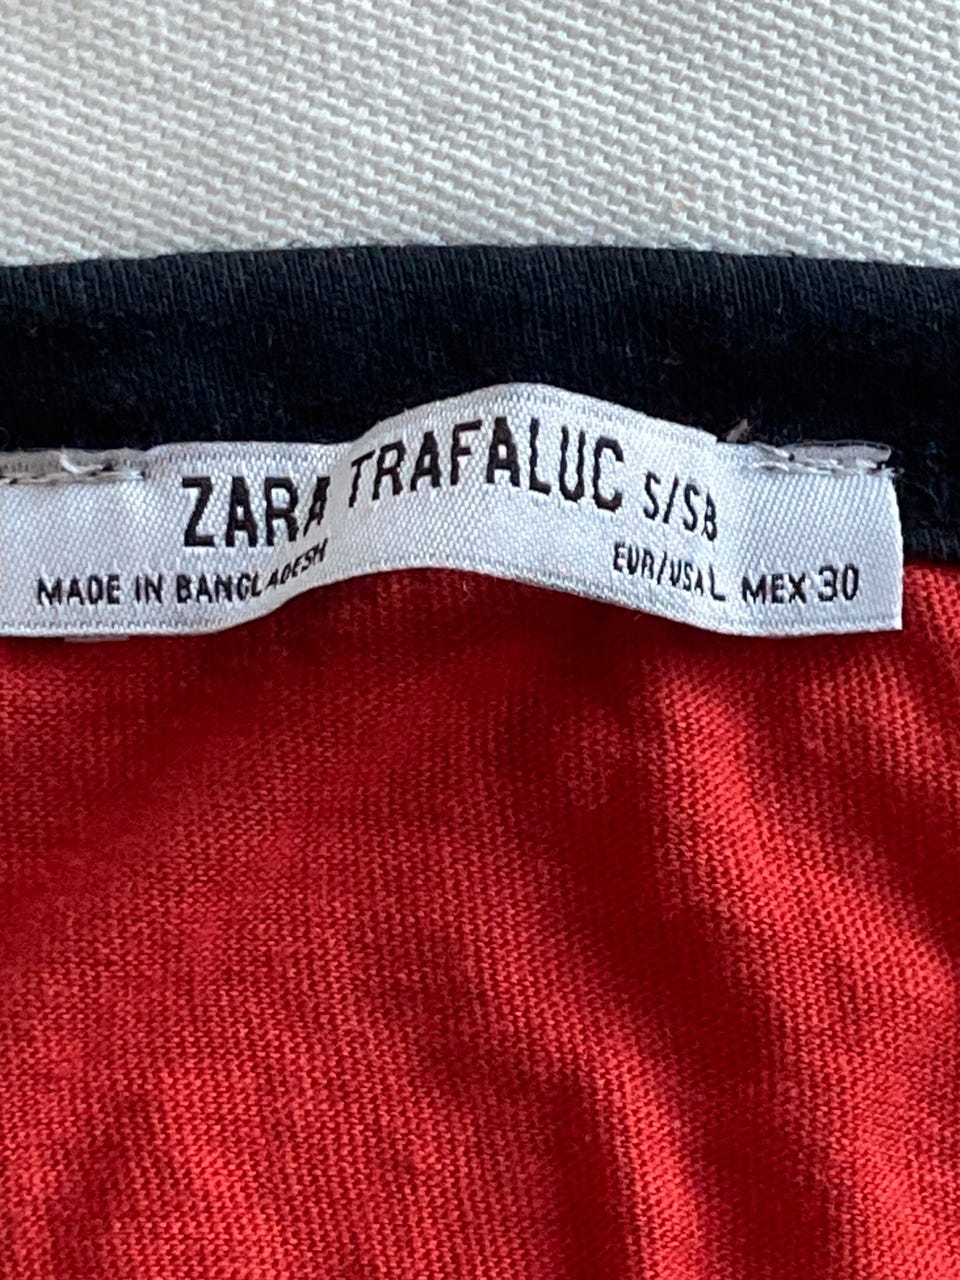 ZARA TRAFALUC S/SB
MADE IN BANGLADESH EUR/USA L MEX 30